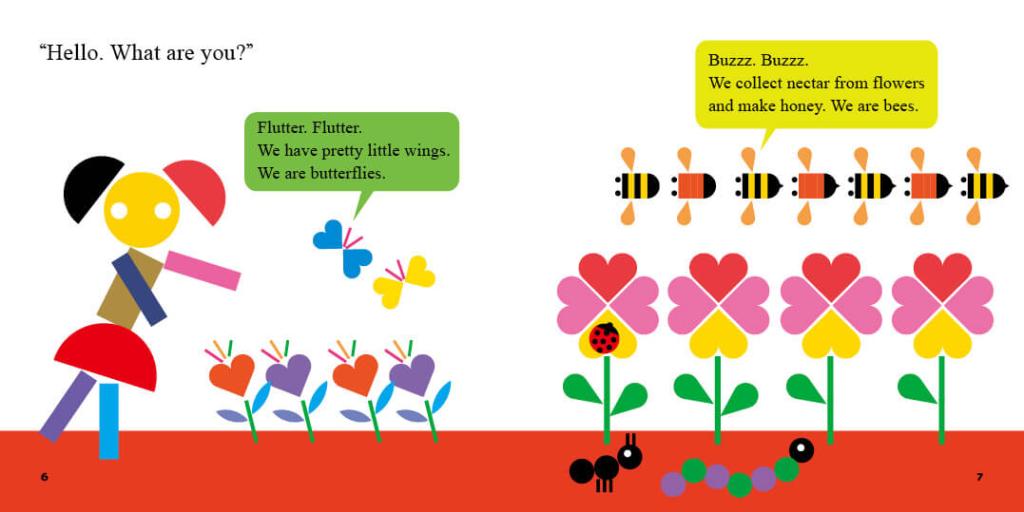 “Hello. What are you?”
Flutter. Flutter.
We have pretty little wings.
We are butterflies.
Buzzz. Buzzz.
We collect nectar from flowers
and make honey. We are bees.
6
7